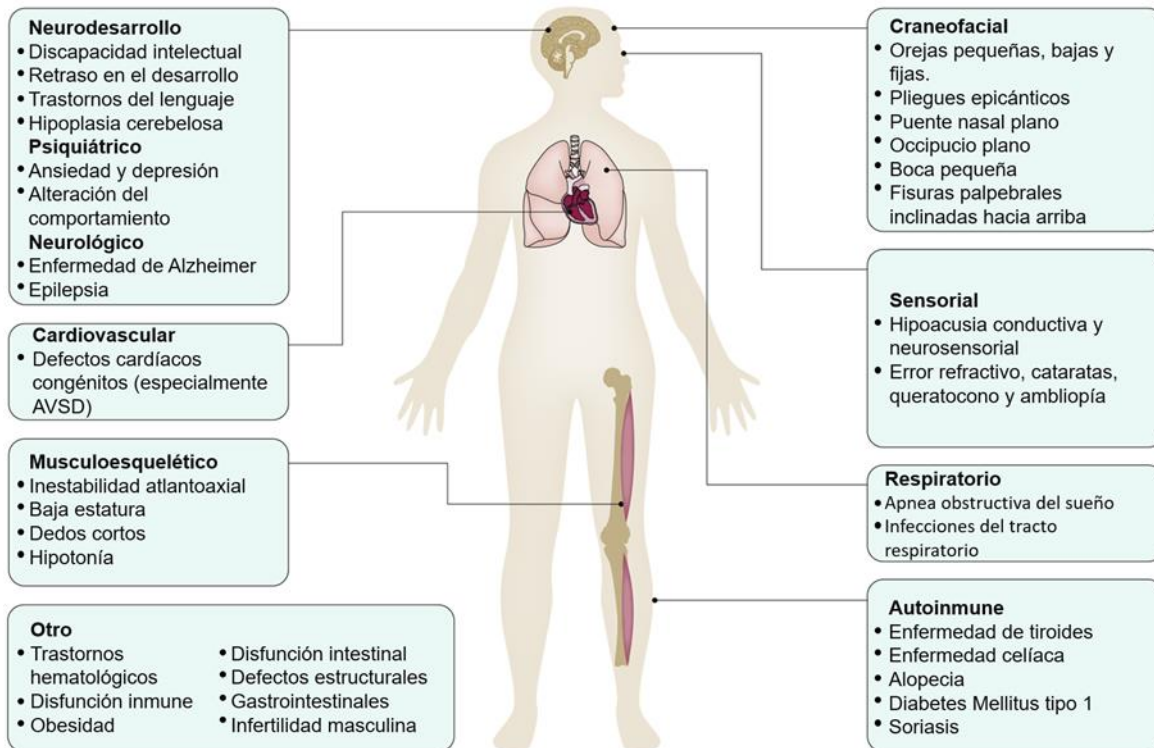 Neurodesarrollo
• Discapacidad intelectual
• Retraso en el desarrollo
• Trastornos del lenguaje
• Hipoplasia cerebelosa
Psiquiátrico
• Ansiedad y depresión
• Alteración del
comportamiento
Neurológico
• Enfermedad de Alzheimer
• Epilepsia
Cardiovascular
• Defectos cardíacos
congénitos (especialmente
AVSD)
Musculoesquelético
• Inestabilidad atlantoaxial
• Baja estatura
• Dedos cortos
• Hipotonía
Otro
• Trastornos
hematológicos
• Disfunción inmune
• Obesidad
• Disfunción intestinal
• Defectos estructurales
• Gastrointestinales
• Infertilidad masculina
Craneofacial
• Orejas pequeñas, bajas y
fijas.
• Pliegues epicánticos
• Puente nasal plano
• Occipucio plano
• Boca pequeña
• Fisuras palpebrales
inclinadas hacia arriba
Sensorial
• Hipoacusia conductiva y
neurosensorial
• Error refractivo, cataratas,
queratocono y ambliopía
Respiratorio
• Apnea obstructiva del sueño
• Infecciones del tracto
respiratorio
Autoinmune
• Enfermedad de tiroides
• Enfermedad celíaca
• Alopecia
• Diabetes Mellitus tipo 1
• Soriasis